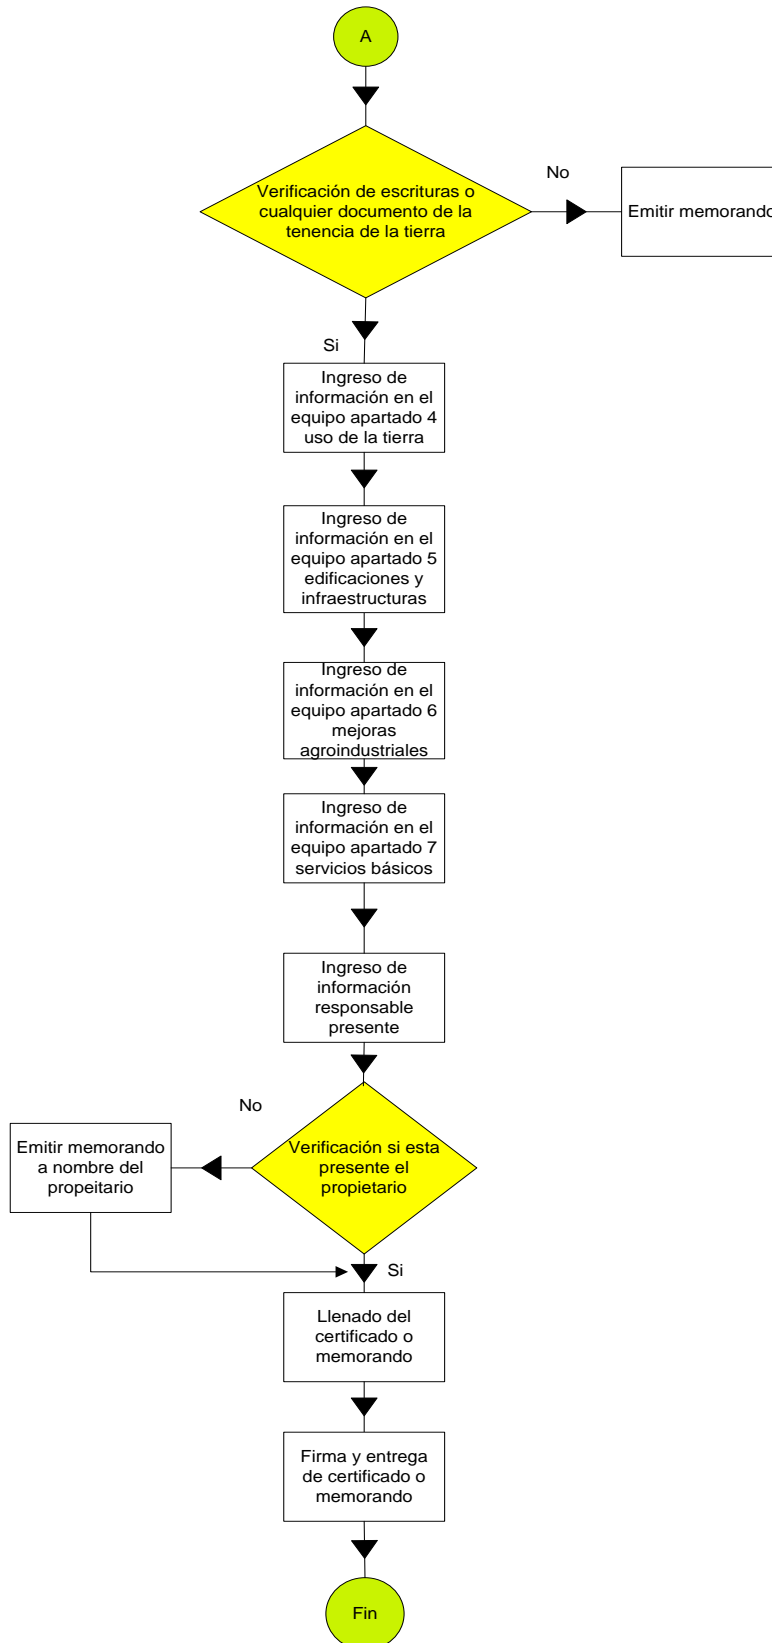 A
Verificación de escrituras o
cualquier documento de la
tenencia de la tierra
No
Emitir memorando
Si
Ingreso de
información en el
equipo apartado 4
uso de la tierra
Ingreso de
información en el
equipo apartado 5
edificaciones y
infraestructuras
Ingreso de
información en el
equipo apartado 6
mejoras
agroindustriales
Ingreso de
información en el
equipo apartado 7
servicios básicos
Ingreso de
información
responsable
presente
No
Emitir memorando
a nombre del
propeitario
Verificación si esta
presente el
propietario
Si
Llenado del
certificado o
memorando
Firma y entrega
de certificado o
memorando
Fin